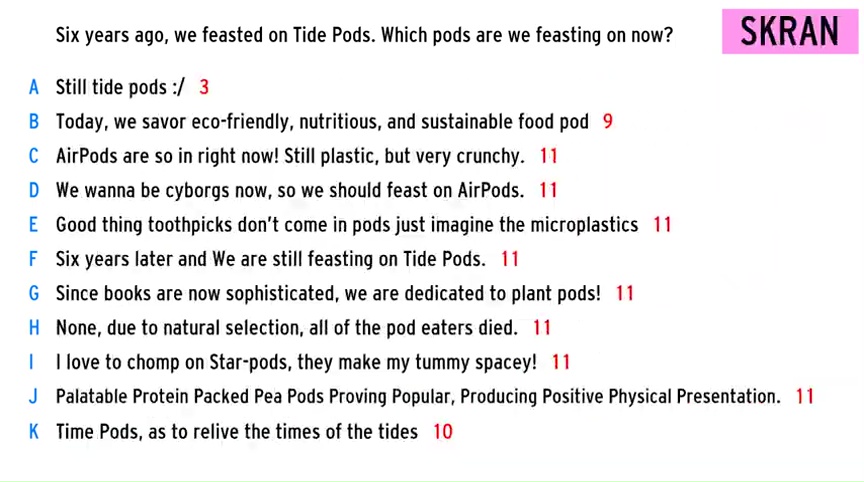 Six years ago, we feasted on Tide Pods. Which pods are we feasting on now?
SKRAN
A Still tide pods :/ 3
B Today, we savor eco-friendly, nutritious, and sustainable food pod 9
C AirPods are so in right now! Still plastic, but very crunchy. 11
D We wanna be cyborgs now, so we should feast on AirPods. 11
E Good thing toothpicks don't come in pods just imagine the microplastics 11
F Six years later and We are still feasting on Tide Pods. 11
G Since books are now sophisticated, we are dedicated to plant pods! 11
H None, due to natural selection, all of the pod eaters died. 11
I I love to chomp on Star-pods, they make my tummy spacey! 11
J Palatable Protein Packed Pea Pods Proving Popular, Producing Positive Physical Presentation. 11
K Time Pods, as to relive the times of the tides 10